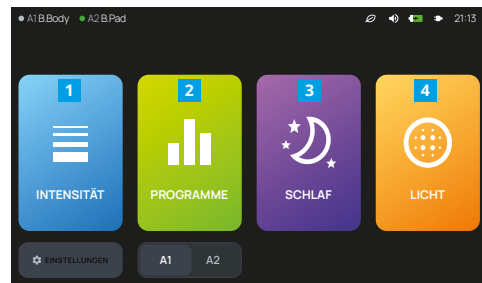 A1 B.Body A2 B.Pad 21:13
1 2 3 4
INTENSITÄT PROGRAMME SCHLAF LICHT
EINSTELLUNGEN A1 A2